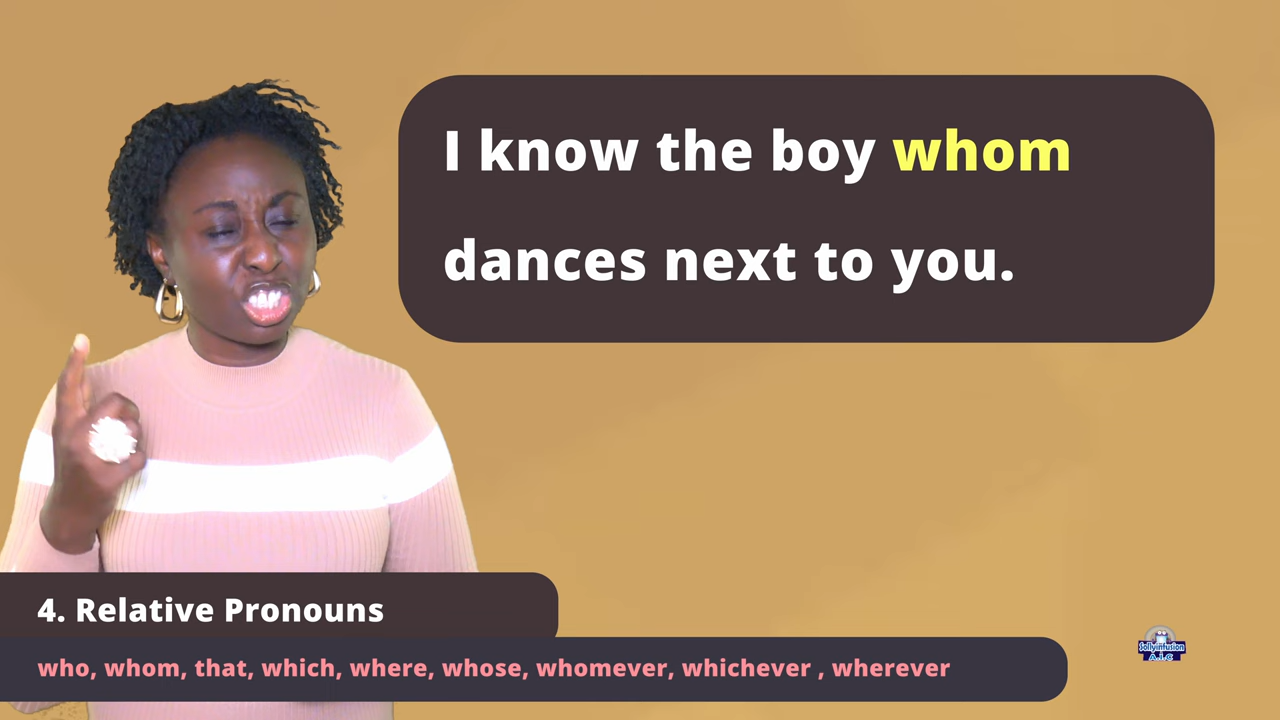 I know the boy whom
dances next to you.
4. Relative Pronouns
who, whom, that, which, where, whose, whomever, whichever , wherever
Sollyinfusion
A.I.C